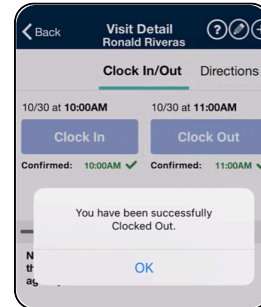 Back Visit Detail
Ronald Riveras
Clock In/Out Directions
10/30 at 10:00AM 10/30 at 11:00AM
Clock In Clock Out
Confirmed: 10:00AM Confirmed: 11:00AM
You have been successfully
Clocked Out.
OK